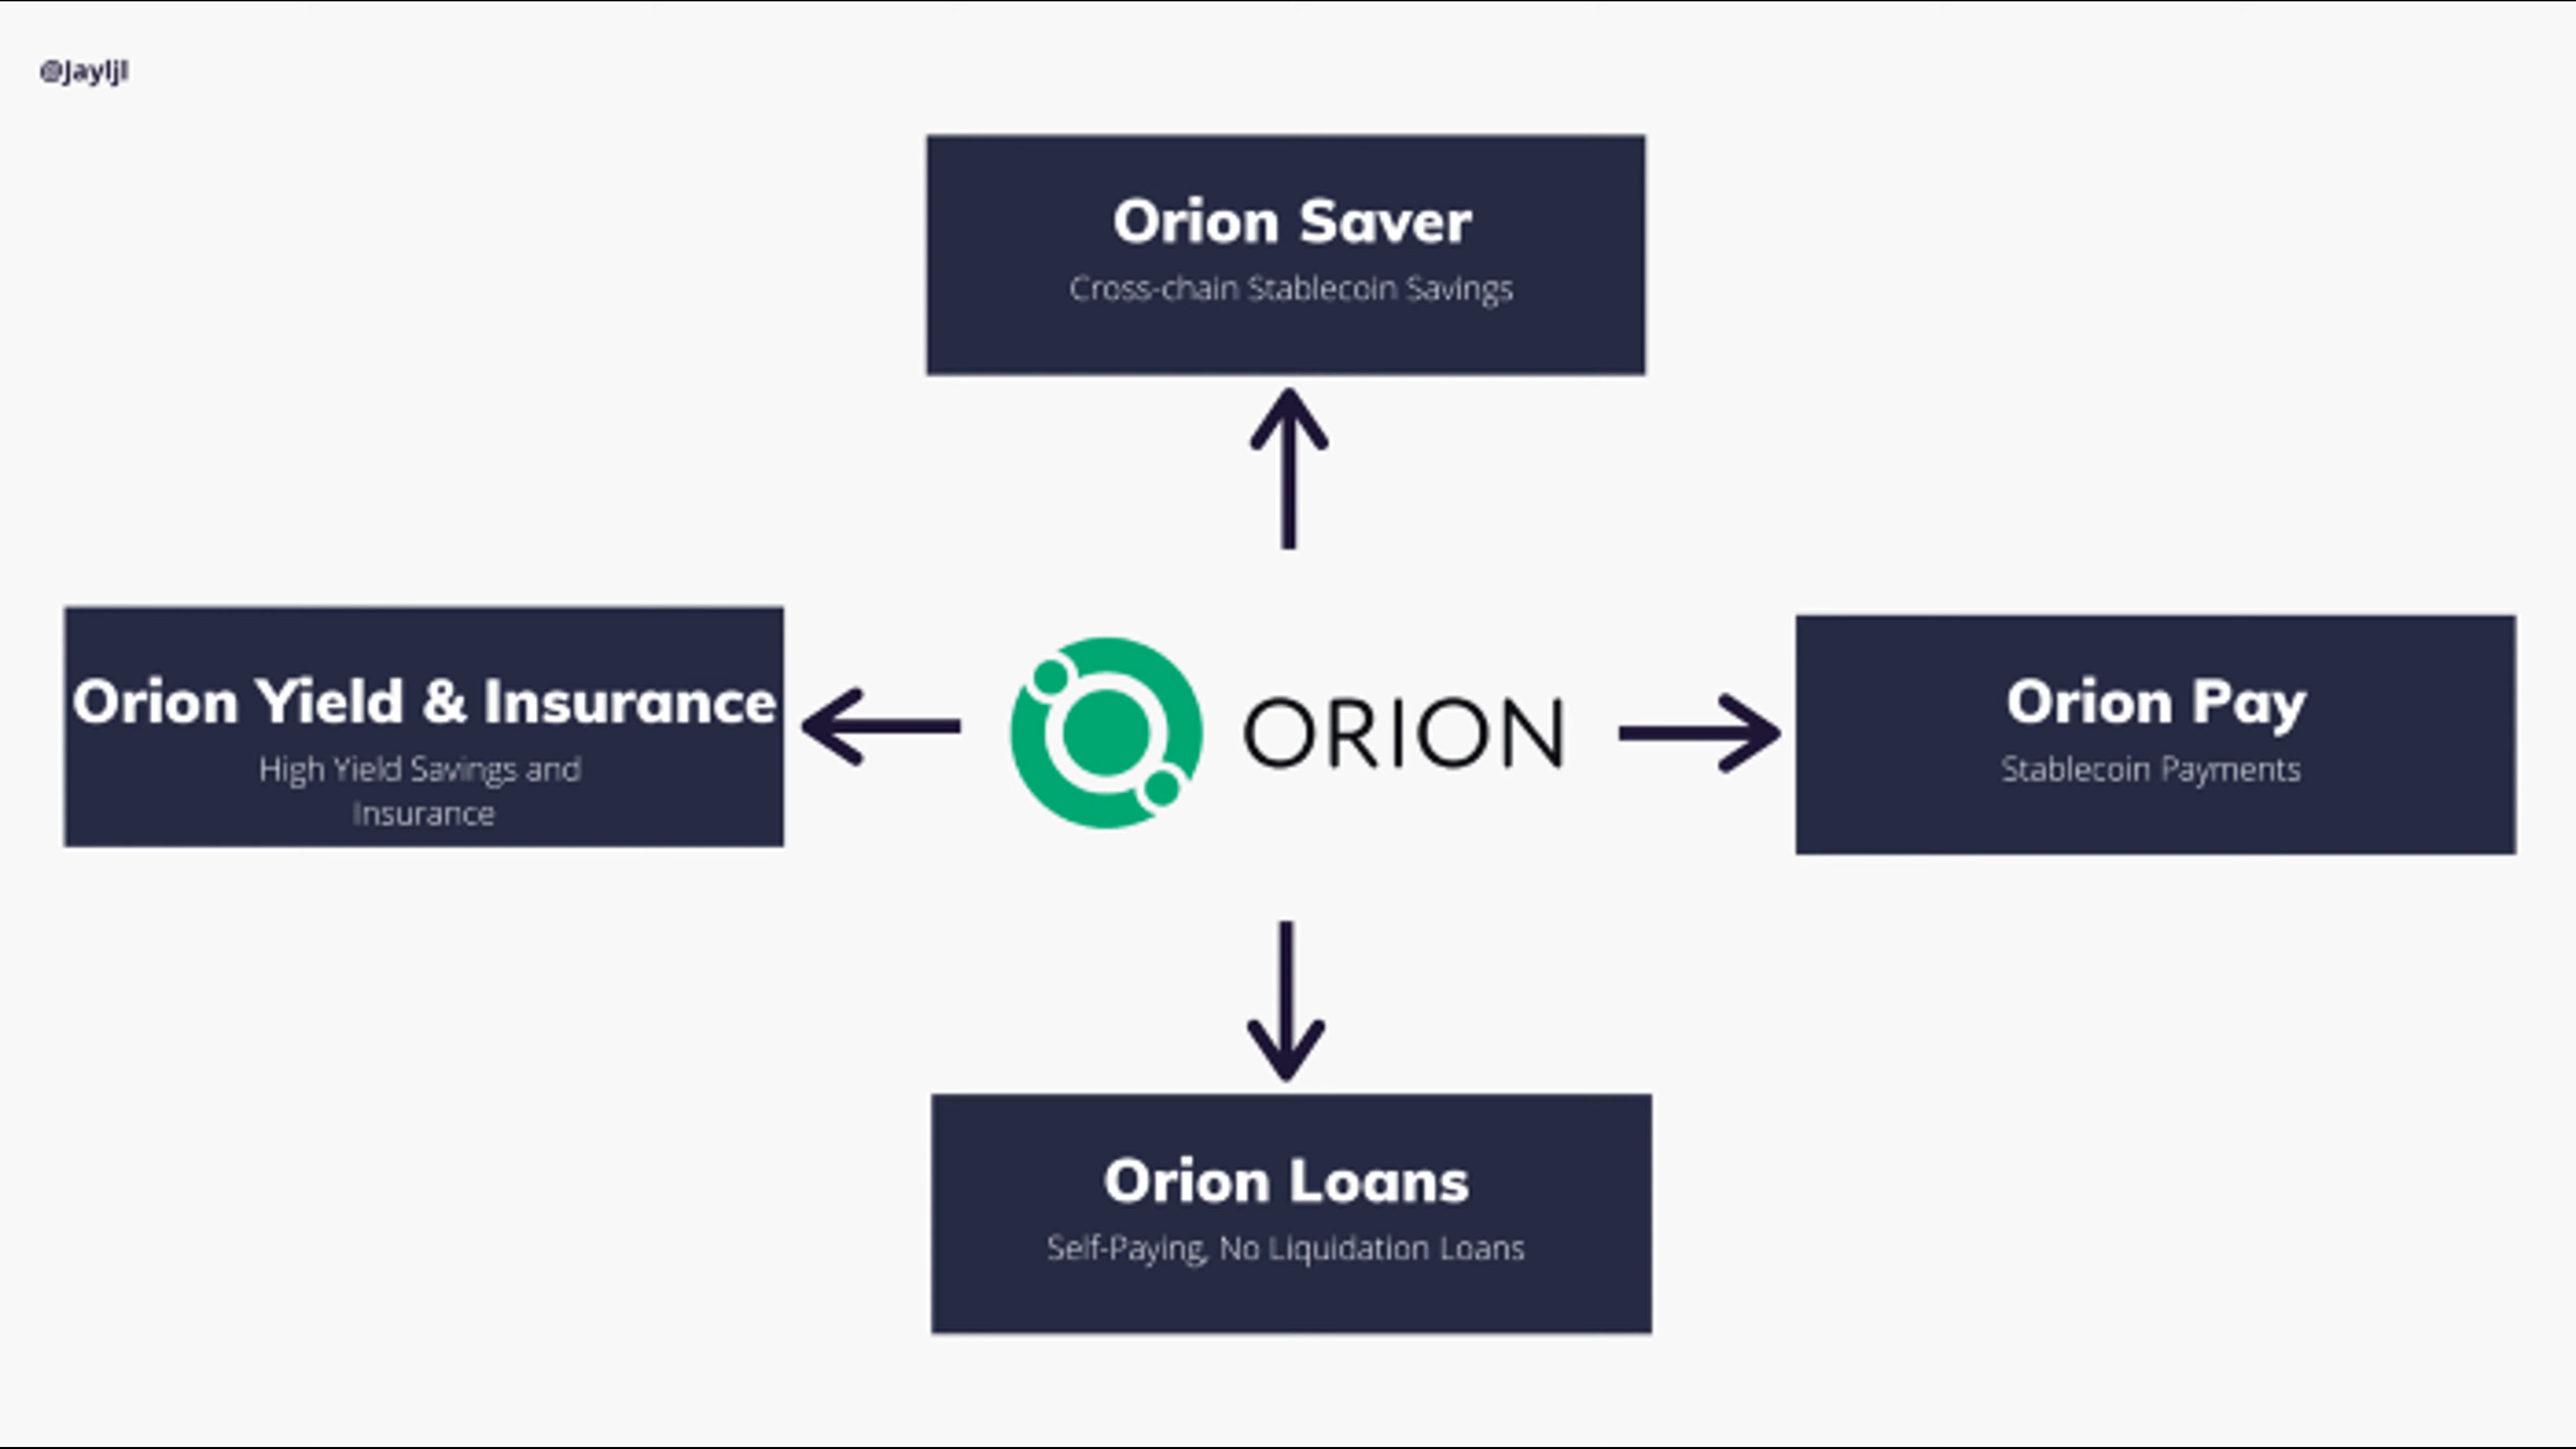 @Jayljl
Orion Saver
Cross-chain Stablecoin Savings
Orion Yield & Insurance
High Yield Savings and
Insurance
ORION
Orion Pay
Stablecoin Payments
Orion Loans
Self-Paying, No Liquidation Loans